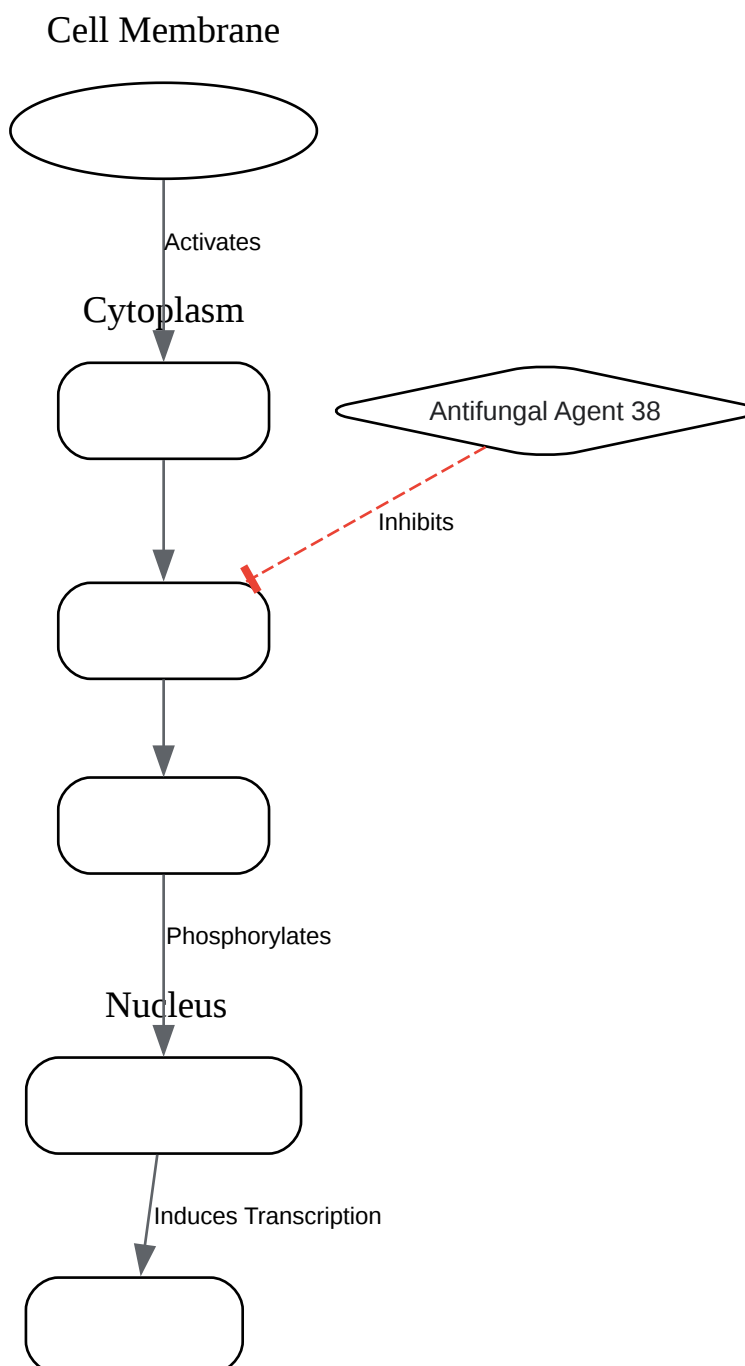 Cell Membrane
Activates
Cytoplasm
Antifungal Agent 38
Inhibits
Phosphorylates
Nucleus
Induces Transcription